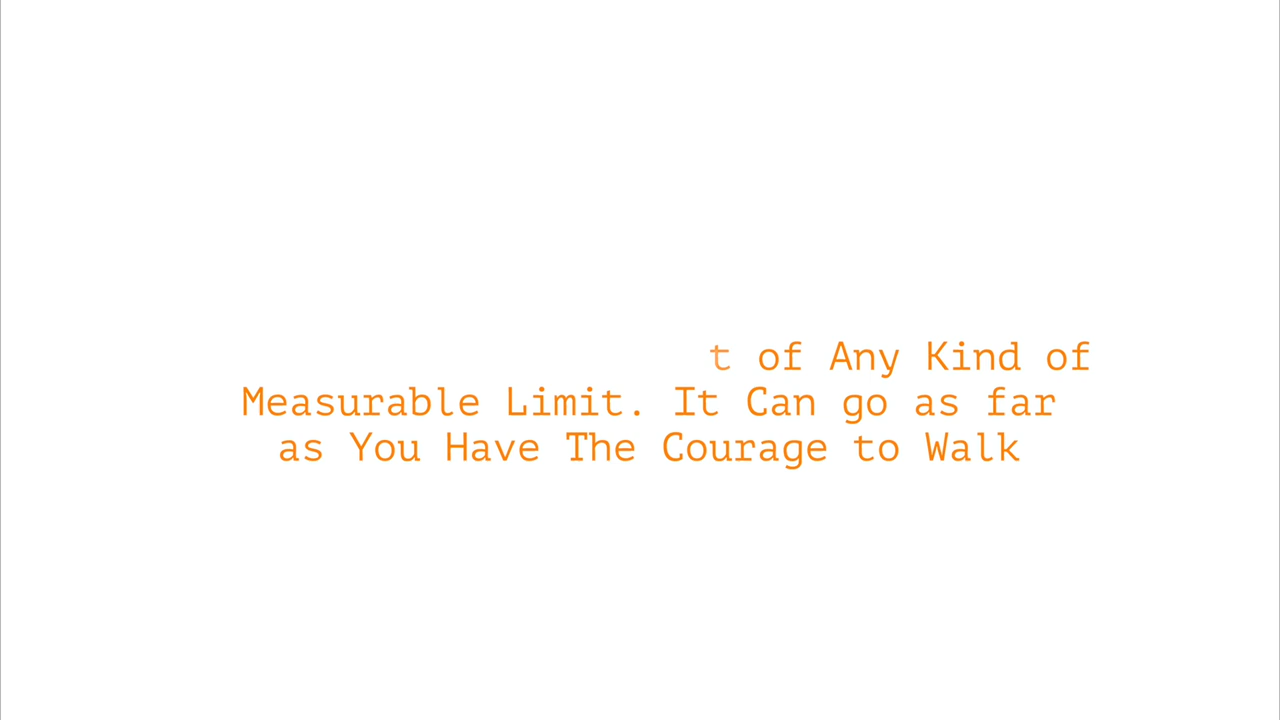 t of Any Kind of
Measurable Limit. It Can go as far
as You Have The Courage to Walk